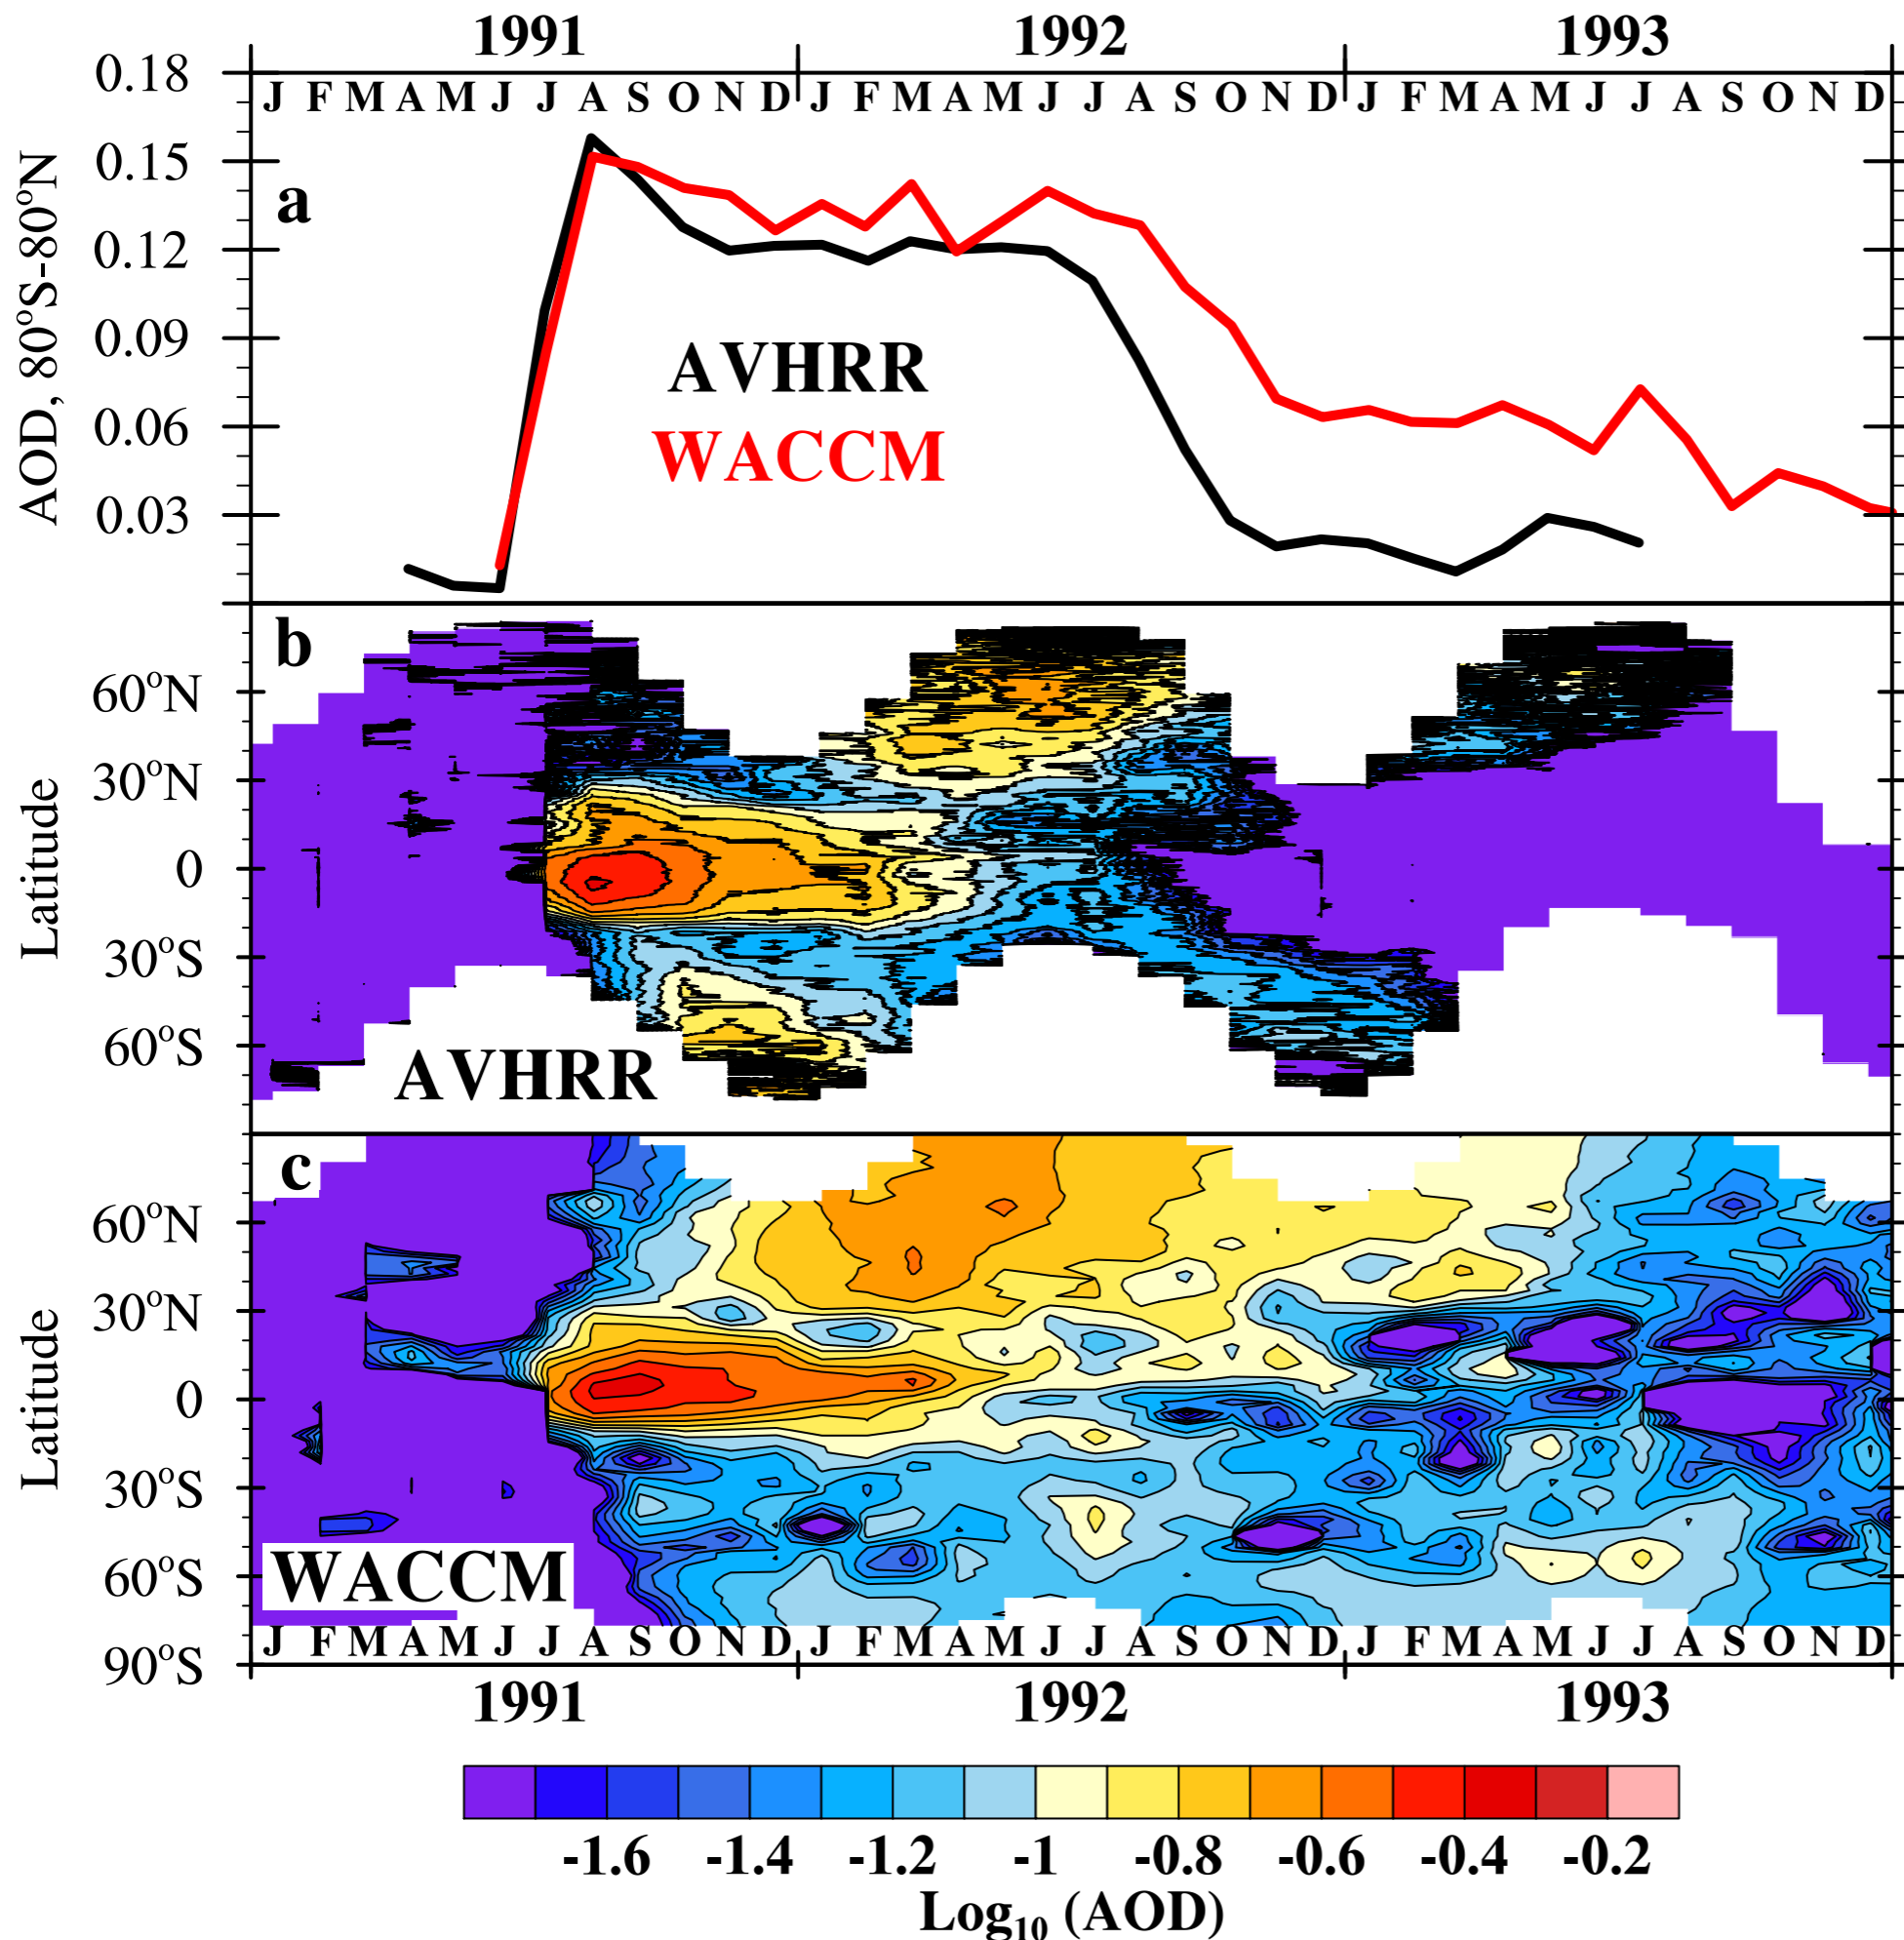 1991 1992 1993
0.18
J F M A M J J A S O N D J F M A M J J A S O N D J F M A M J J A S O N D
0.15
a
0.12
0.09
AVHRR
0.06
WACCM
0.03
AOD, 80°S-80°N
b
60°N
30°N
0
30°S
60°S
Latitude
AVHRR
c
60°N
30°N
0
30°S
60°S
90°S
Latitude
WACCM
J F M A M J J A S O N D J F M A M J J A S O N D J F M A M J J A S O N D
1991 1992 1993
-1.6 -1.4 -1.2 -1 -0.8 -0.6 -0.4 -0.2
Log₁₀ (AOD)